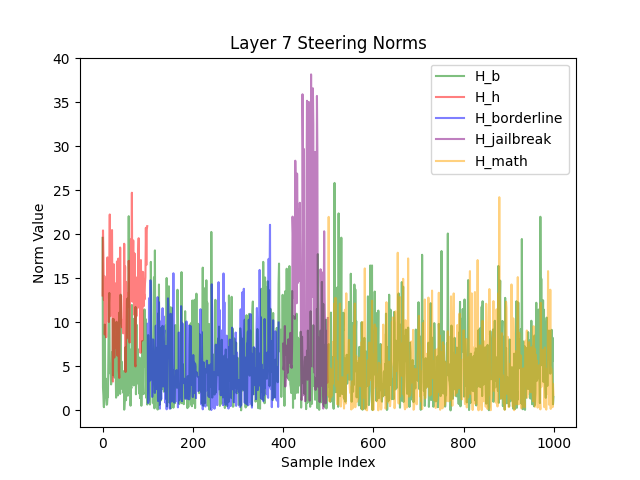 Layer 7 Steering Norms
Norm Value
40
35
30
25
20
15
10
5
0
H_b
H_h
H_borderline
H_jailbreak
H_math
0
200
400
600
800
1000
Sample Index